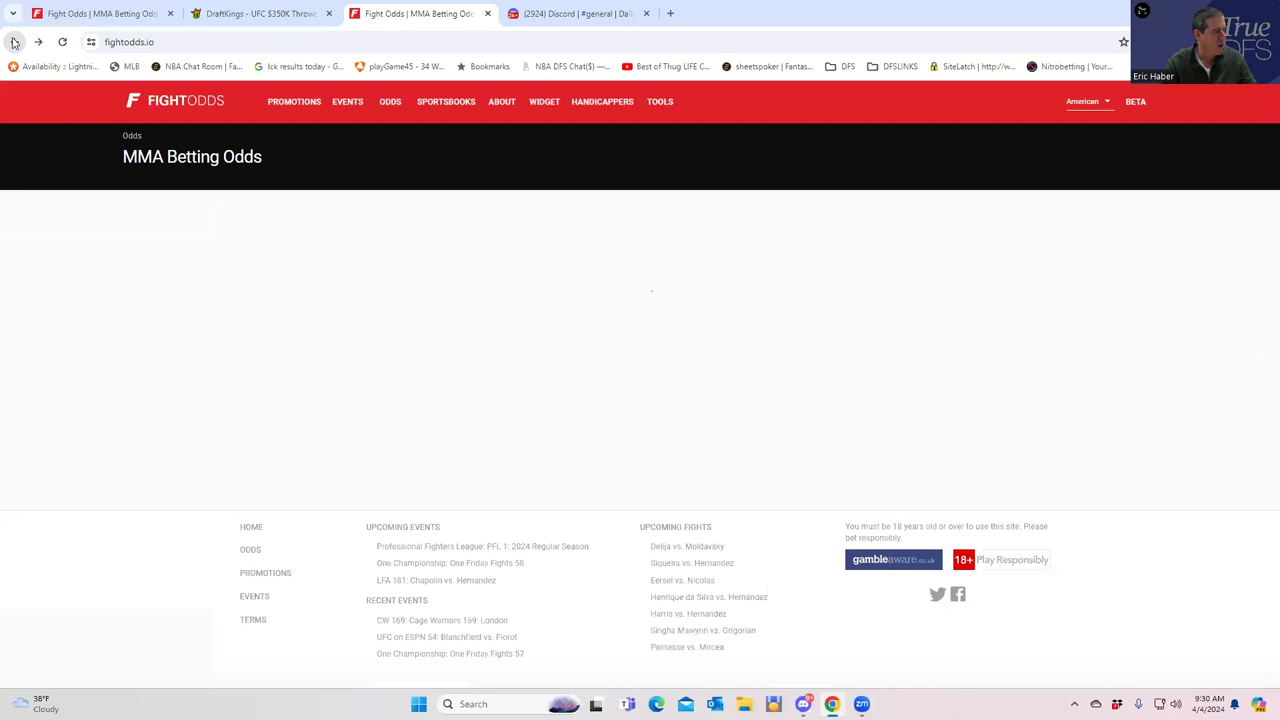 Fight Odds | MMA Betting Odd
DraftKings - UFC $350K Throwd
Fight Odds | MMA Betting Odd
(2924) Discord | #general | Dail
fightodds.io
Availability :: Lightni...
MLB
NBA Chat Room | Fa...
Ick results today - G...
playGame45 - 34 W...
Bookmarks
NBA DFS Chat($) —...
Best of Thug LIFE C...
sheetspoker | Fantas...
DFS
DFSLINKS
SiteLatch | http://w...
Nitrobetting | Your...
True
DFS
Eric Haber
FIGHTODDS
PROMOTIONS
EVENTS
ODDS
SPORTSBOOKS
ABOUT
WIDGET
HANDICAPPERS
TOOLS
American
BETA
Odds
MMA Betting Odds
HOME
ODDS
PROMOTIONS
EVENTS
TERMS
UPCOMING EVENTS
Professional Fighters League: PFL 1: 2024 Regular Season
One Championship: One Friday Fights 58
LFA 181: Chapolin vs. Hernandez
RECENT EVENTS
CW 169: Cage Warriors 169: London
UFC on ESPN 54: Blanchfield vs. Fiorot
One Championship: One Friday Fights 57
UPCOMING FIGHTS
Delija vs. Moldavsky
Siqueira vs. Hernandez
Eersel vs. Nicolas
Henrique da Silva vs. Hernandez
Harris vs. Hernandez
Singha Mawynn vs. Grigorian
Parnasse vs. Mircea
You must be 18 years old or over to use this site. Please
bet responsibly.
gambleaware.co.uk
18+ Play Responsibly
38°F
Cloudy
Search
9:30 AM
4/4/2024